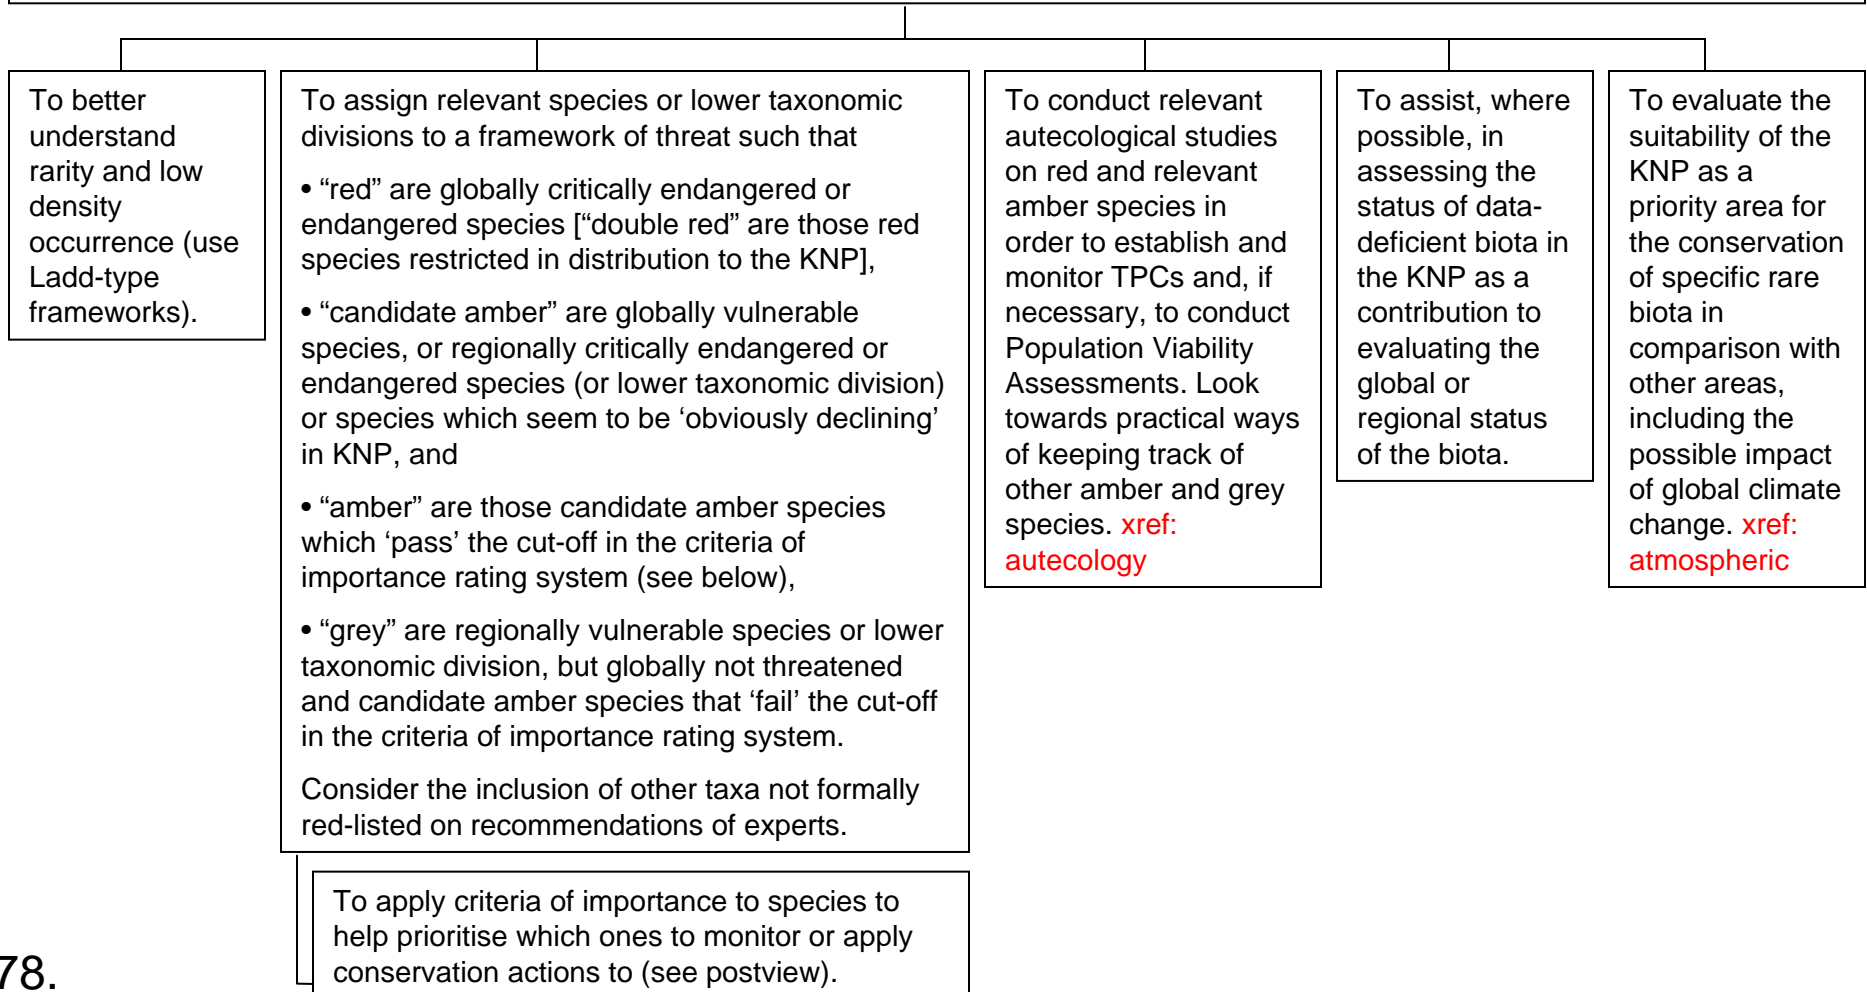 To better
understand
rarity and low
density
occurrence (use
Ladd-type
frameworks).
To assign relevant species or lower taxonomic
divisions to a framework of threat such that
• “red” are globally critically endangered or
endangered species [“double red” are those red
species restricted in distribution to the KNP],
• “candidate amber” are globally vulnerable
species, or regionally critically endangered or
endangered species (or lower taxonomic division)
or species which seem to be ‘obviously declining’
in KNP, and
• “amber” are those candidate amber species
which ‘pass’ the cut-off in the criteria of
importance rating system (see below),
• “grey” are regionally vulnerable species or lower
taxonomic division, but globally not threatened
and candidate amber species that ‘fail’ the cut-off
in the criteria of importance rating system.
Consider the inclusion of other taxa not formally
red-listed on recommendations of experts.
To apply criteria of importance to species to
help prioritise which ones to monitor or apply
conservation actions to (see postview).
To conduct relevant
autecological studies
on red and relevant
amber species in
order to establish and
monitor TPCs and, if
necessary, to conduct
Population Viability
Assessments. Look
towards practical ways
of keeping track of
other amber and grey
species. xref:
autecology
To assist, where
possible, in
assessing the
status of data-
deficient biota in
the KNP as a
contribution to
evaluating the
global or
regional status
of the biota.
To evaluate the
suitability of the
KNP as a
priority area for
the conservation
of specific rare
biota in
comparison with
other areas,
including the
possible impact
of global climate
change. xref:
atmospheric
78.